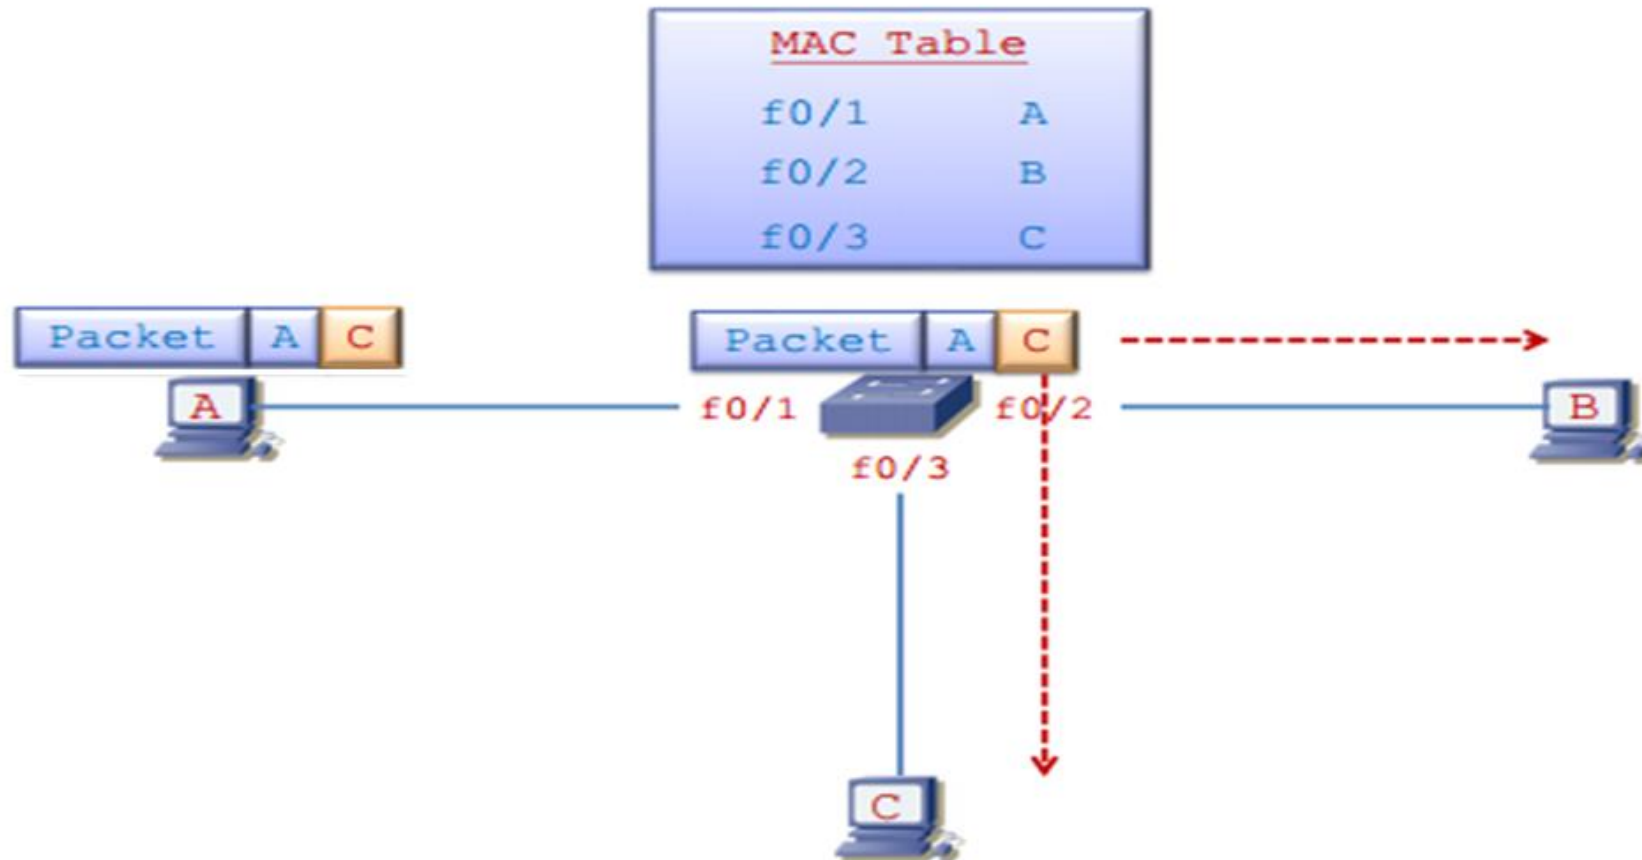 MAC Table
f0/1 A
f0/2 B
f0/3 C
Packet A C
Packet A C
A
f0/1
f0/2
B
f0/3
C